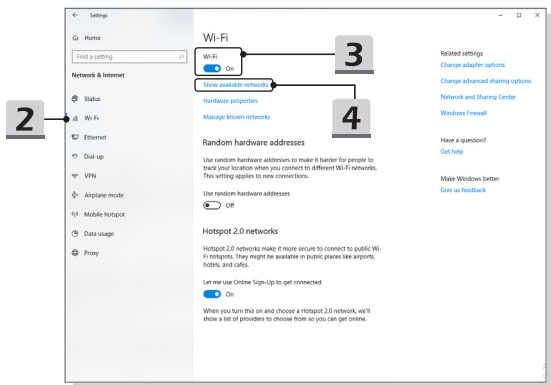 Settings
Home
Find a setting
Network & Internet
Status
Wi-Fi
Ethernet
Dial-up
VPN
Airplane mode
Mobile hotspot
Data usage
Proxy
2
Wi-Fi
Wi-Fi
On
3
Show available networks
4
Hardware properties
Manage known networks
Random hardware addresses
Use random hardware addresses to make it harder for people to
track your location when you connect to different Wi-Fi networks.
This setting applies to new connections.
Use random hardware addresses
Off
Hotspot 2.0 networks
Hotspot 2.0 networks make it more secure to connect to public Wi-
Fi hotspots. They might be available in public places like airports,
hotels, and cafes.
Let me use Online Sign-Up to get connected
On
When you turn this on and choose a Hotspot 2.0 network, we'll
show a list of providers to choose from so you can get online.
Related settings
Change adapter options
Change advanced sharing options
Network and Sharing Center
Windows Firewall
Have a question?
Get help
Make Windows better
Give us feedback